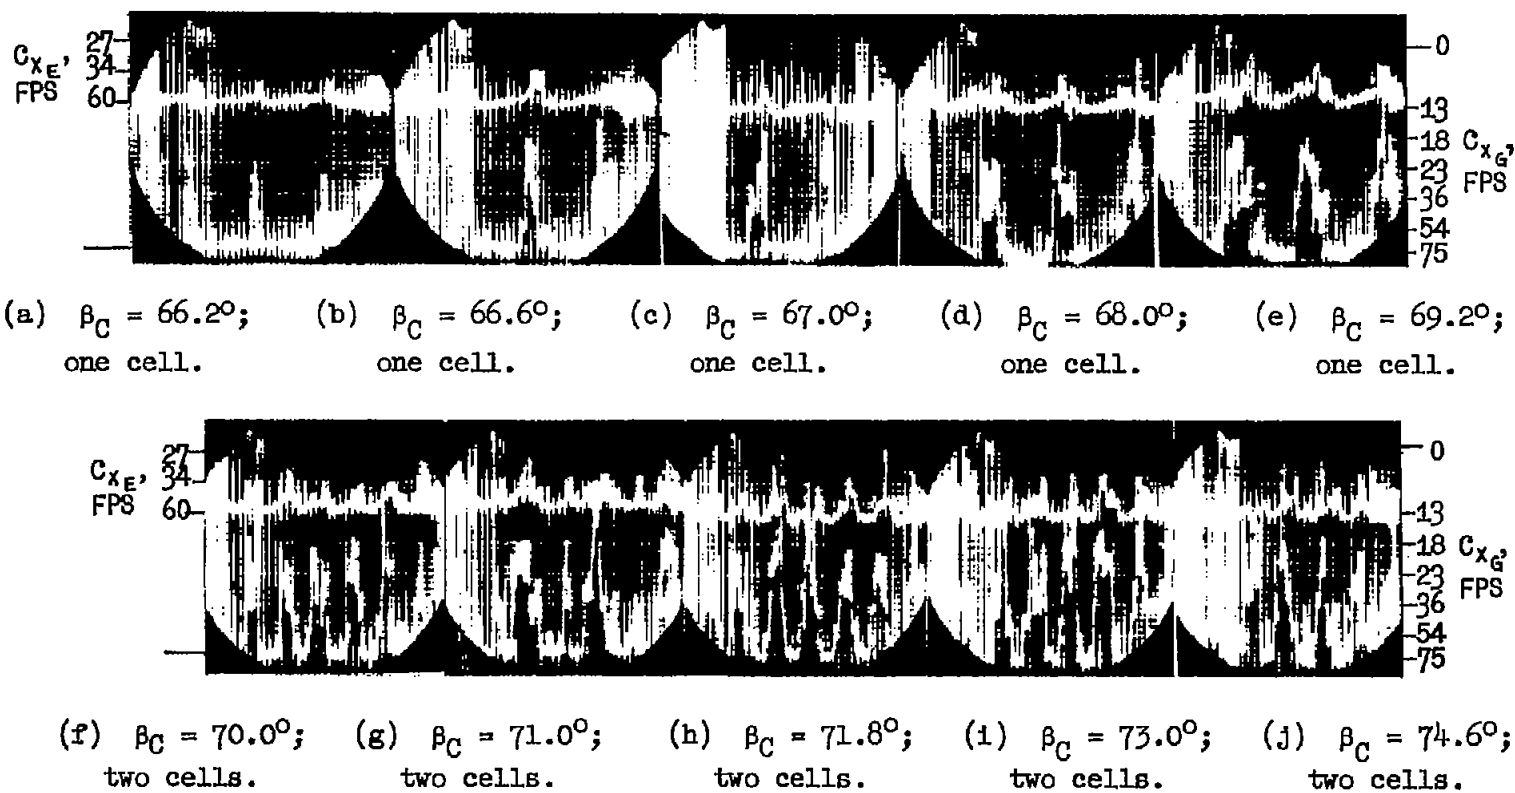 C_{X_E}, FPS
27
34
60
0
13
18
23
36
54
75
C_{X_G}, FPS
(a) β_C = 66.2°; (b) β_C = 66.6°; (c) β_C = 67.0°; (d) β_C = 68.0°; (e) β_C = 69.2°;
one cell. one cell. one cell. one cell. one cell.
C_{X_E}, FPS
27
34
60
0
13
18
23
36
54
75
C_{X_G}, FPS
(f) β_C = 70.0°; (g) β_C = 71.0°; (h) β_C = 71.8°; (i) β_C = 73.0°; (j) β_C = 74.6°;
two cells. two cells. two cells. two cells. two cells.